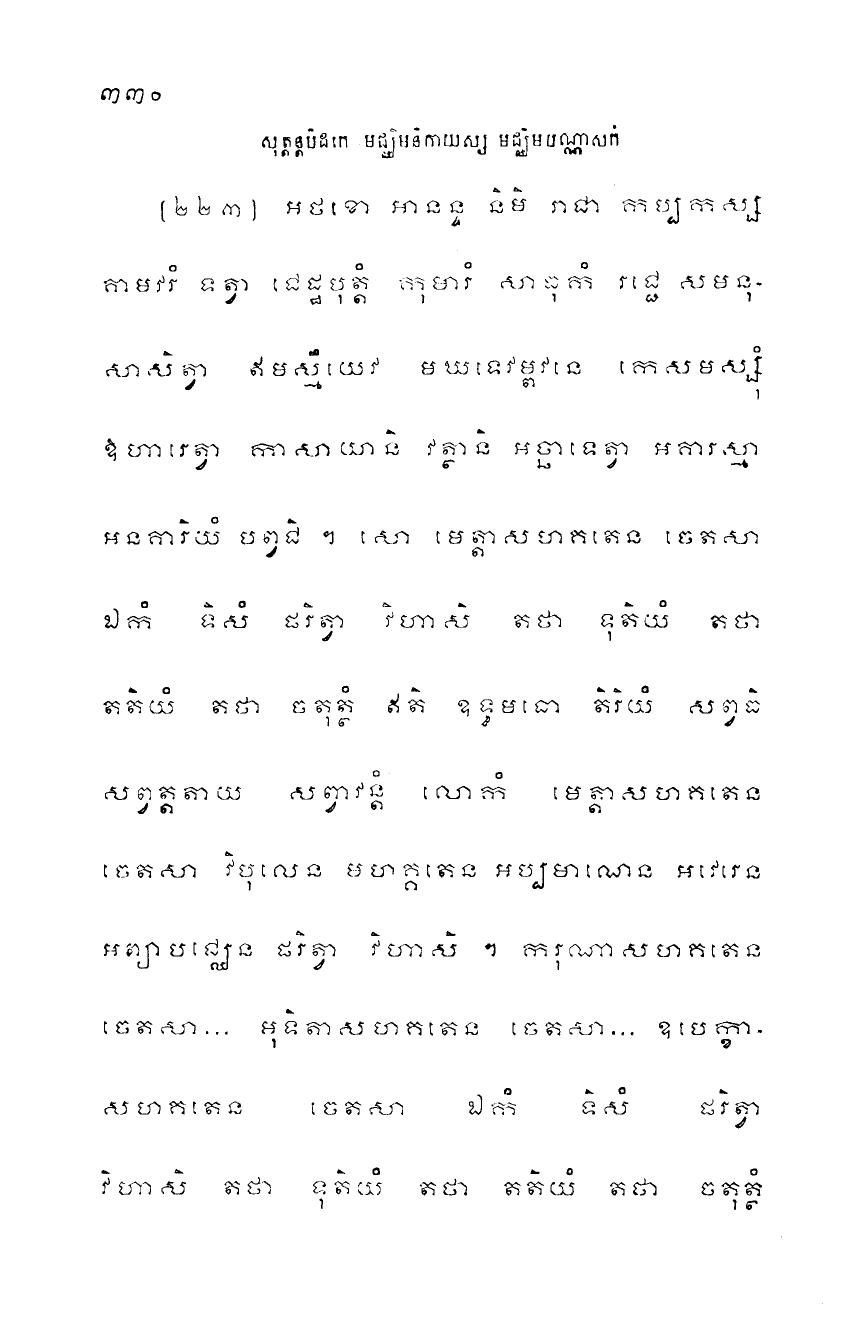 ៣៣០
សុត្តន្តបិដកេ មជ្ឈិមនិកាយស្ស មជ្ឈិមបណ្ណាសកំ
[២២៣] អថខោ អានន្ទ និមិ រាជា កប្បកស្ស
គាមវរំ ទត្វា ជេដ្ឋបុត្តំ កុមារំ សាធុកំ រជ្ជេ សមនុ-
សាសិត្វា ឥមស្មឹយេវ មឃទេវម្ពវនេ កេសមស្សុំ
ឱហារេត្វា កាសាយានិ វត្ថានិ អច្ឆាទេត្វា អគារស្មា
អនគារិយំ បព្វជិ ។ សោ មេត្តាសហគតេន ចេតសា
ឯកំ ទិសំ ផរិត្វា វិហាសិ តថា ទុតិយំ តថា
តតិយំ តថា ចតុត្ថំ ឥតិ ឧទ្ធមធោ តិរិយំ សព្វធិ
សព្វត្តតាយ សព្វាវន្តំ លោកំ មេត្តាសហគតេន
ចេតសា វិបុលេន មហគ្គតេន អប្បមាណេន អវេរេន
អព្យាបជ្ឈេន ផរិត្វា វិហាសិ ។ ករុណាសហគតេន
ចេតសា... មុទិតាសហគតេន ចេតសា... ឧបេក្ខា-
សហគតេន ចេតសា ឯកំ ទិសំ ផរិត្វា
វិហាសិ តថា ទុតិយំ តថា តតិយំ តថា ចតុត្ថំ